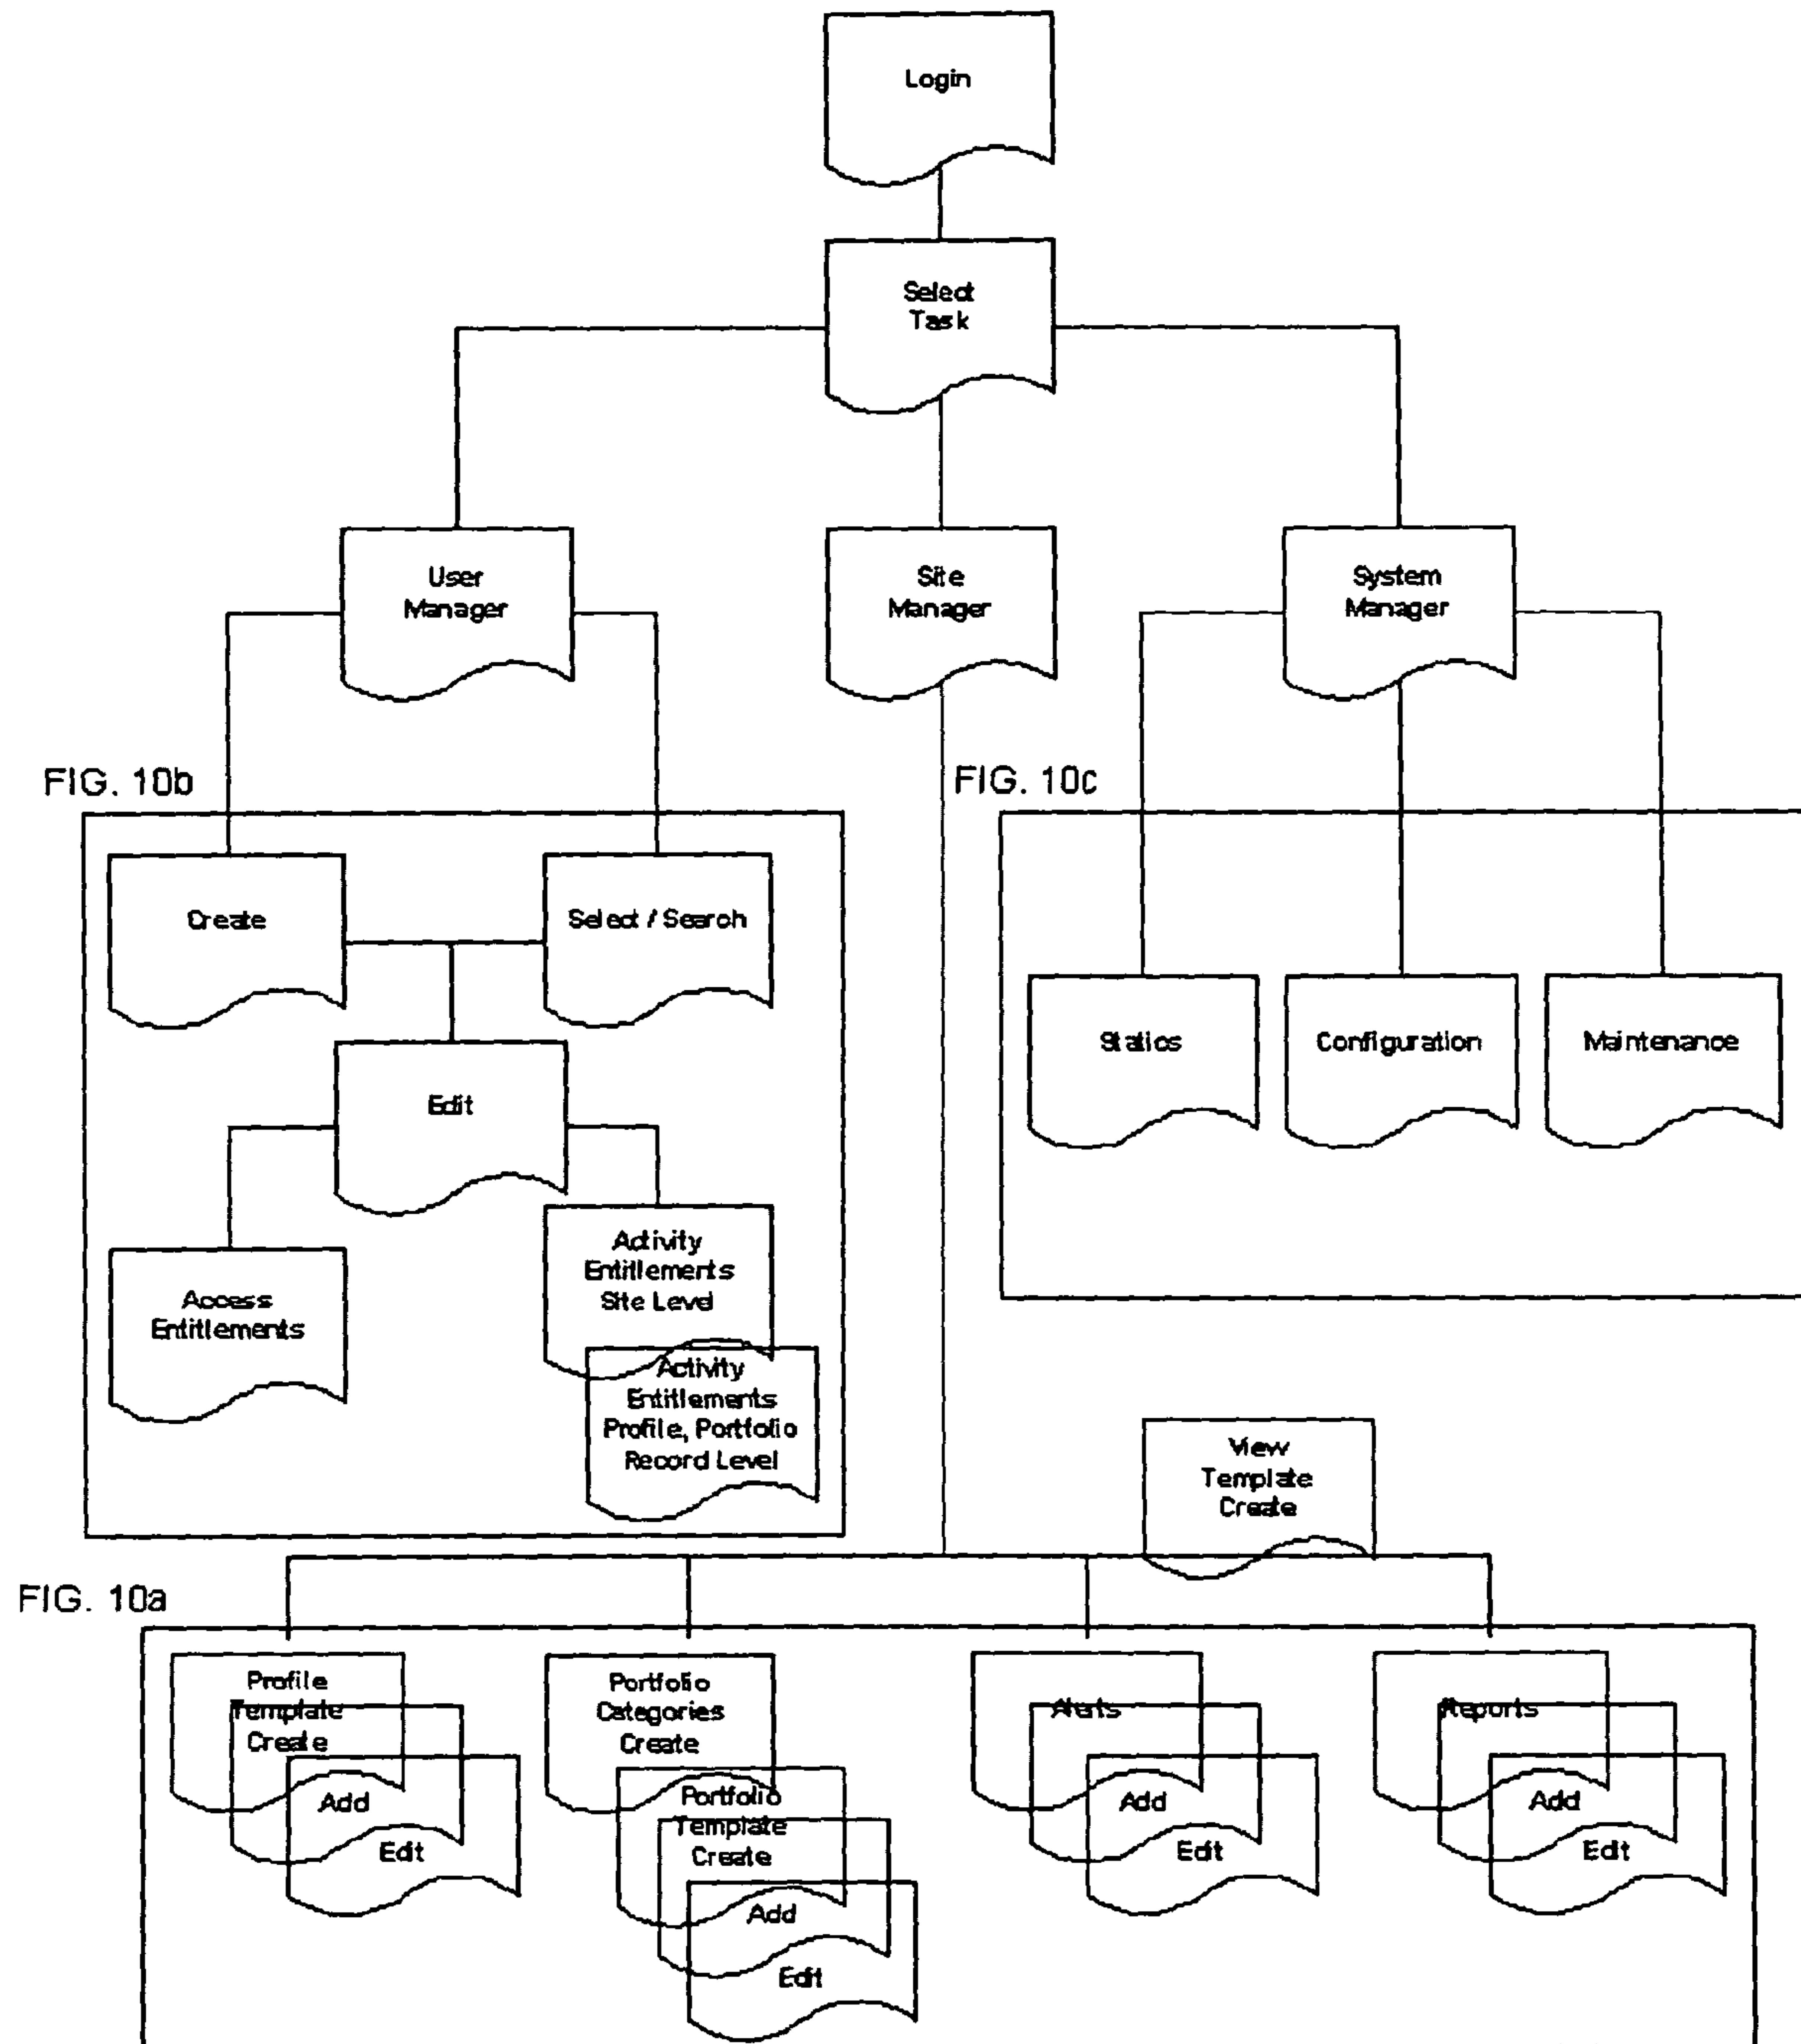 Login
Select
Task
User
Manager
Site
Manager
System
Manager
FIG. 10b
FIG. 10c
Create
Select / Search
Edit
Access
Entitlements
Activity
Entitlements
Site Level
Activity
Entitlements
Profile, Portfolio
Record Level
Statics
Configuration
Maintenance
View
Template
Create
FIG. 10a
Profile
Template
Create
Add
Edit
Portfolio
Categories
Create
Portfolio
Template
Create
Add
Edit
Alerts
Add
Edit
Reports
Add
Edit